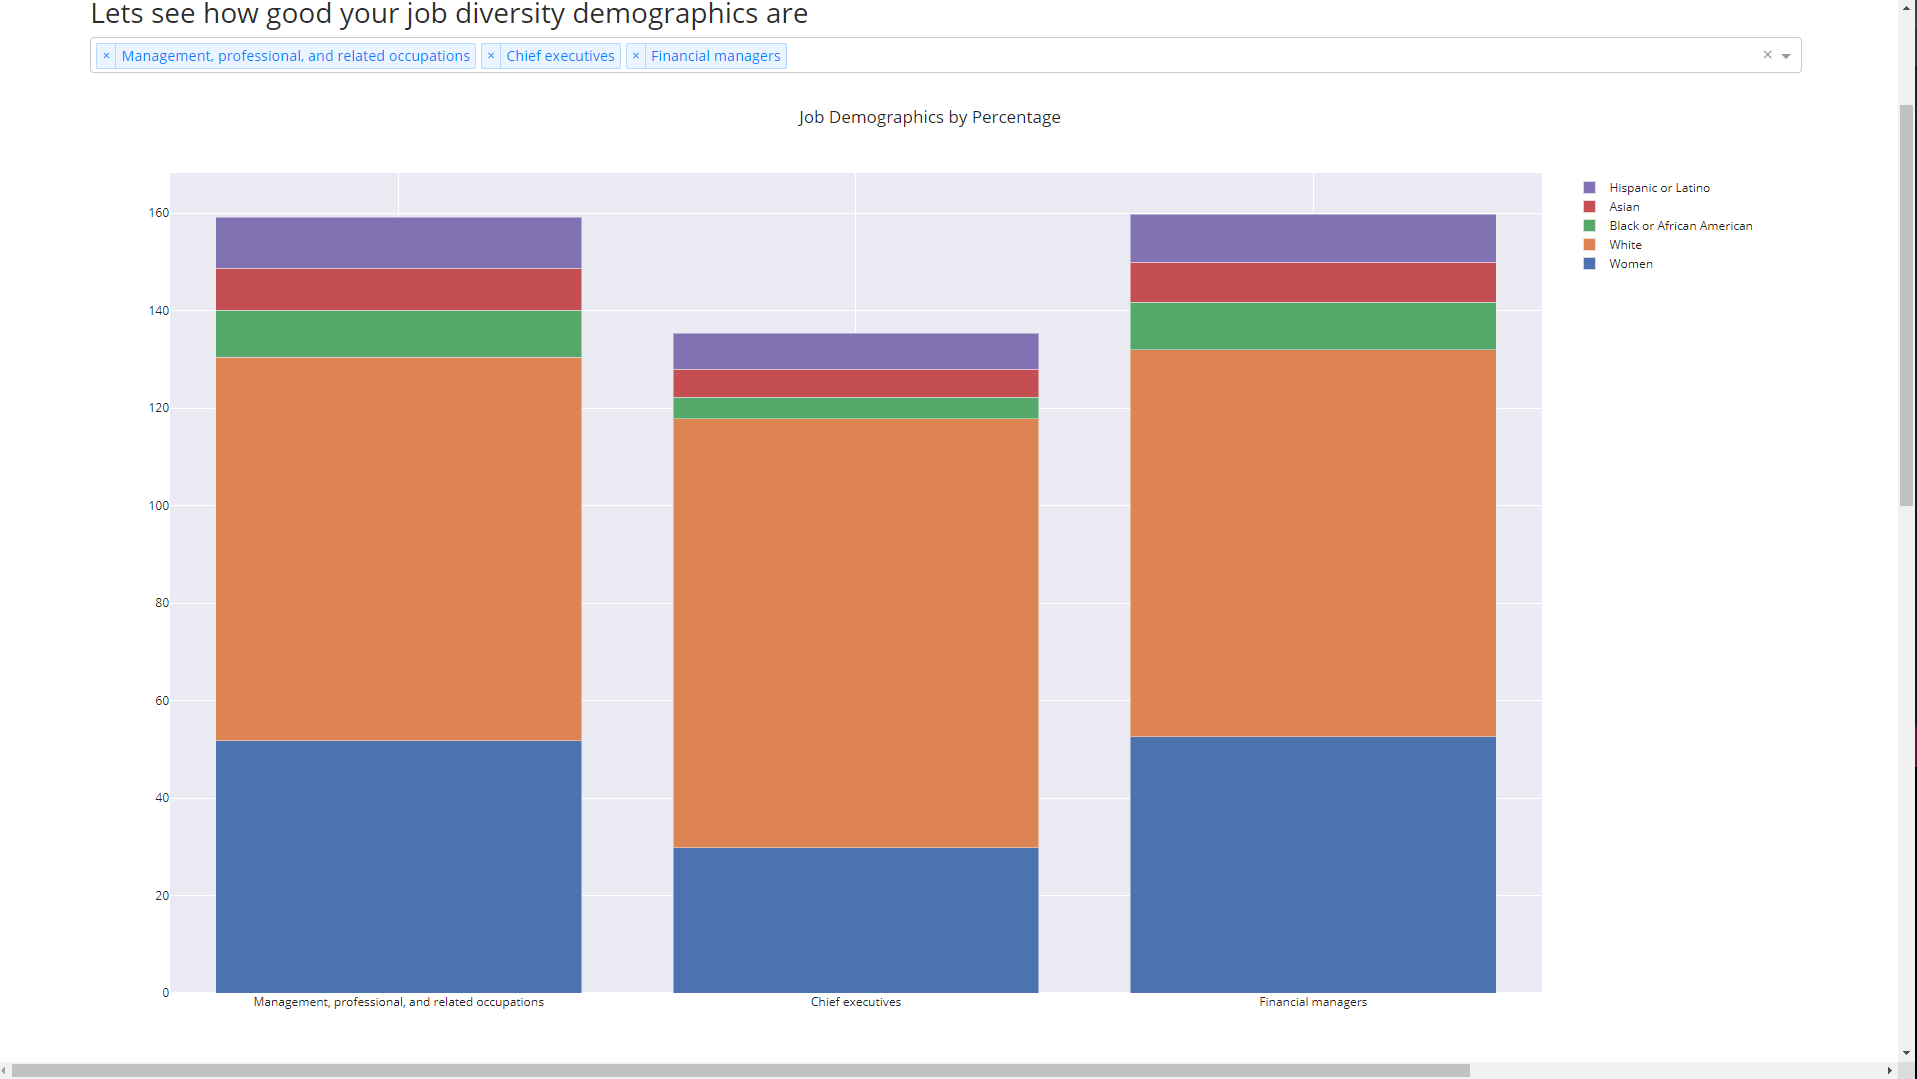 Lets see how good your job diversity demographics are
× Management, professional, and related occupations × Chief executives × Financial managers ×
Job Demographics by Percentage
Hispanic or Latino
Asian
Black or African American
White
Women
160
140
120
100
80
60
40
20
0
Management, professional, and related occupations
Chief executives
Financial managers